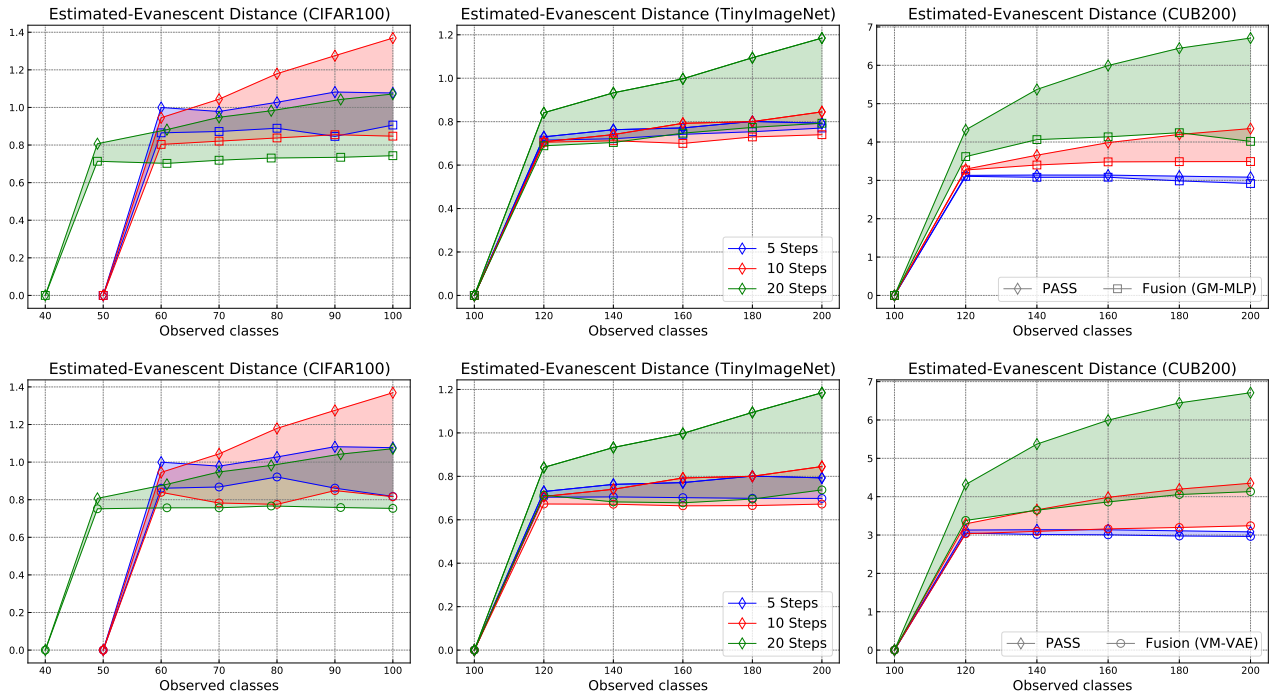 Estimated-Evanescent Distance (CIFAR100)
1.4
1.2
1.0
0.8
0.6
0.4
0.2
0.0
40 50 60 70 80 90 100
Observed classes
Estimated-Evanescent Distance (TinyImageNet)
1.2
1.0
0.8
0.6
0.4
0.2
0.0
5 Steps
10 Steps
20 Steps
100 120 140 160 180 200
Observed classes
Estimated-Evanescent Distance (CUB200)
7
6
5
4
3
2
1
0
PASS Fusion (GM-MLP)
100 120 140 160 180 200
Observed classes
Estimated-Evanescent Distance (CIFAR100)
1.4
1.2
1.0
0.8
0.6
0.4
0.2
0.0
40 50 60 70 80 90 100
Observed classes
Estimated-Evanescent Distance (TinyImageNet)
1.2
1.0
0.8
0.6
0.4
0.2
0.0
5 Steps
10 Steps
20 Steps
100 120 140 160 180 200
Observed classes
Estimated-Evanescent Distance (CUB200)
7
6
5
4
3
2
1
0
PASS Fusion (VM-VAE)
100 120 140 160 180 200
Observed classes